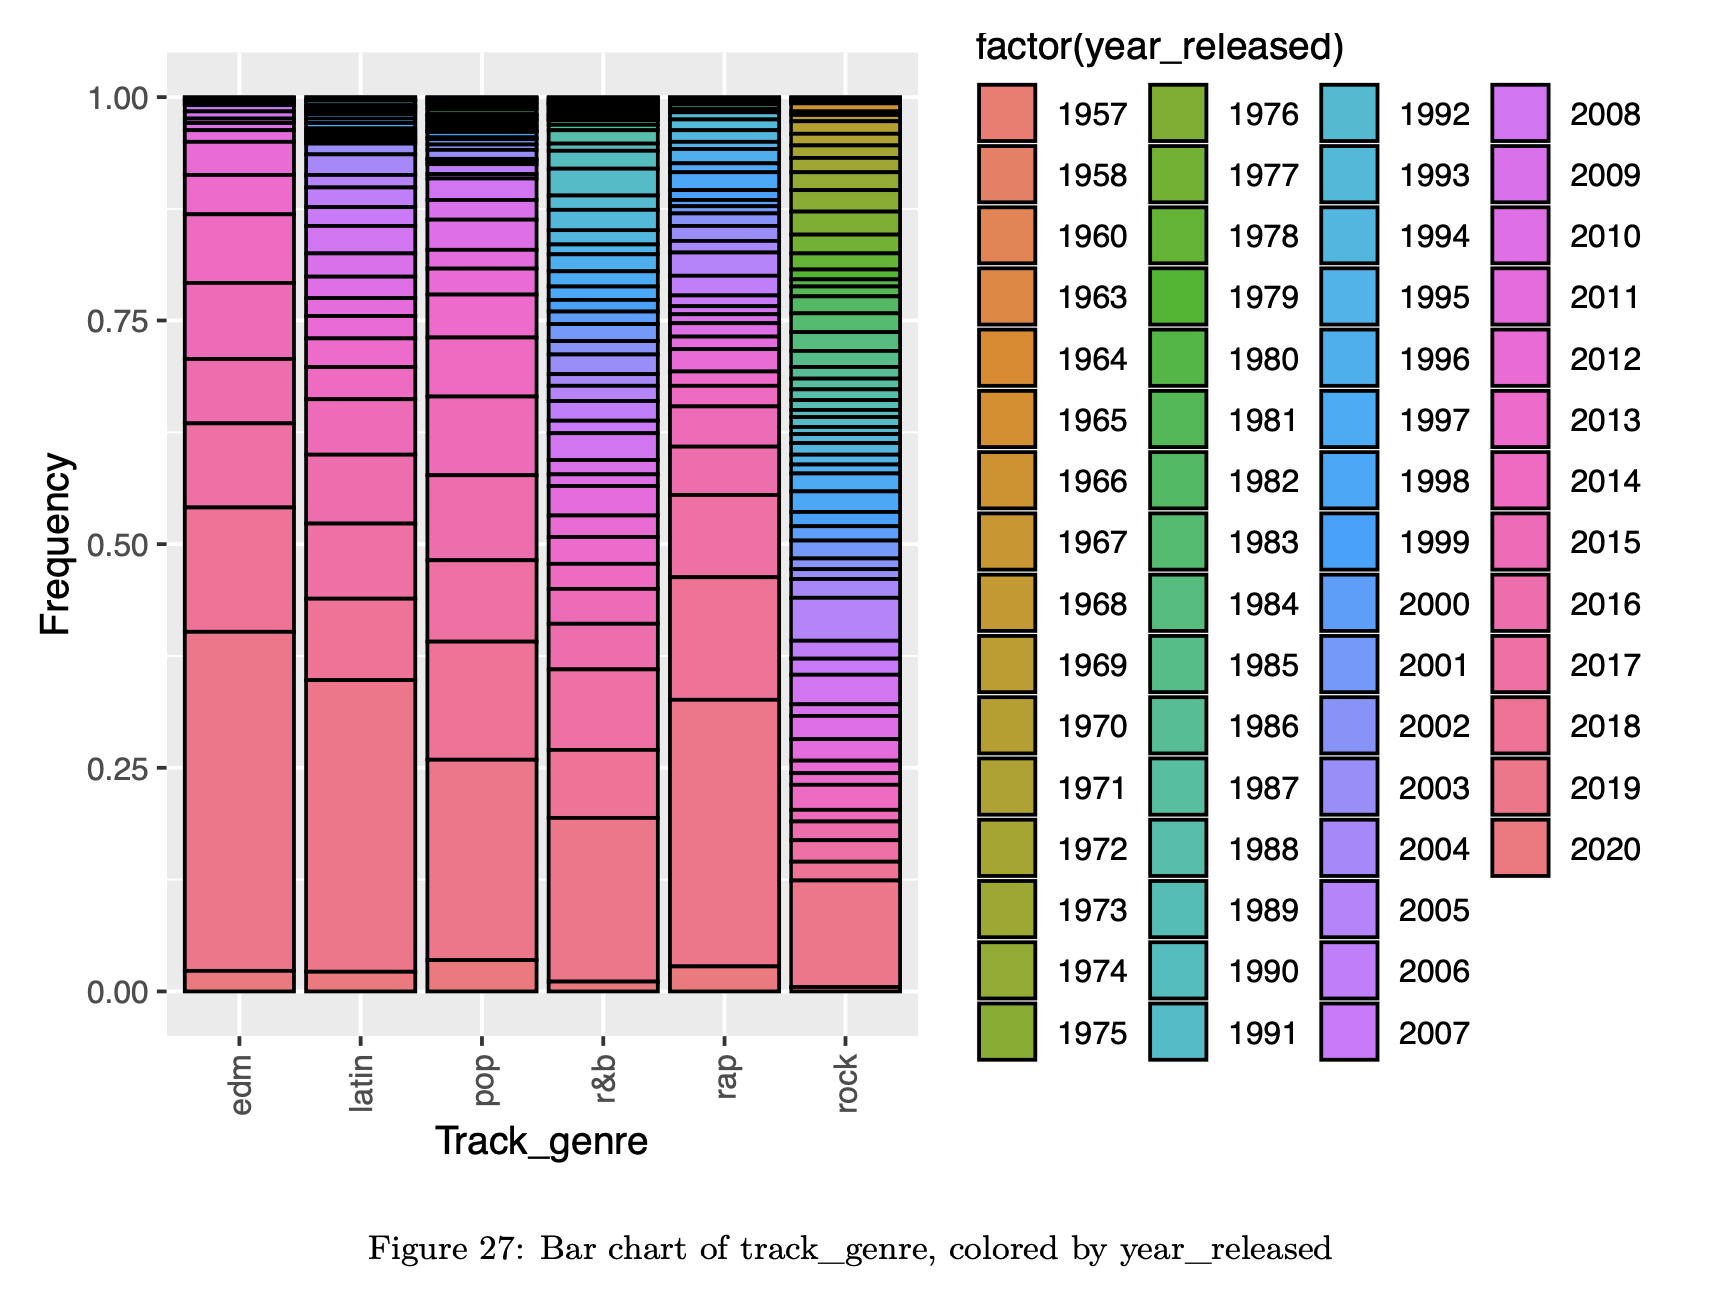 factor(year_released)
1957 1976 1992 2008
1958 1977 1993 2009
1960 1978 1994 2010
1963 1979 1995 2011
1964 1980 1996 2012
1965 1981 1997 2013
1966 1982 1998 2014
1967 1983 1999 2015
1968 1984 2000 2016
1969 1985 2001 2017
1970 1986 2002 2018
1971 1987 2003 2019
1972 1988 2004 2020
1973 1989 2005
1974 1990 2006
1975 1991 2007
1.00
0.75
0.50
0.25
0.00
Frequency
edm latin pop r&b rap rock
Track_genre
Figure 27: Bar chart of track_genre, colored by year_released